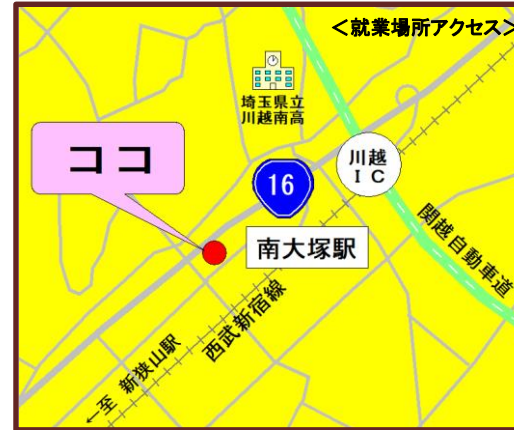 ＜就業場所アクセス＞
埼玉県立
川越南高
ココ
16
川越
ＩＣ
南大塚駅
関越自動車道
西武新宿線
←至 新狭山駅